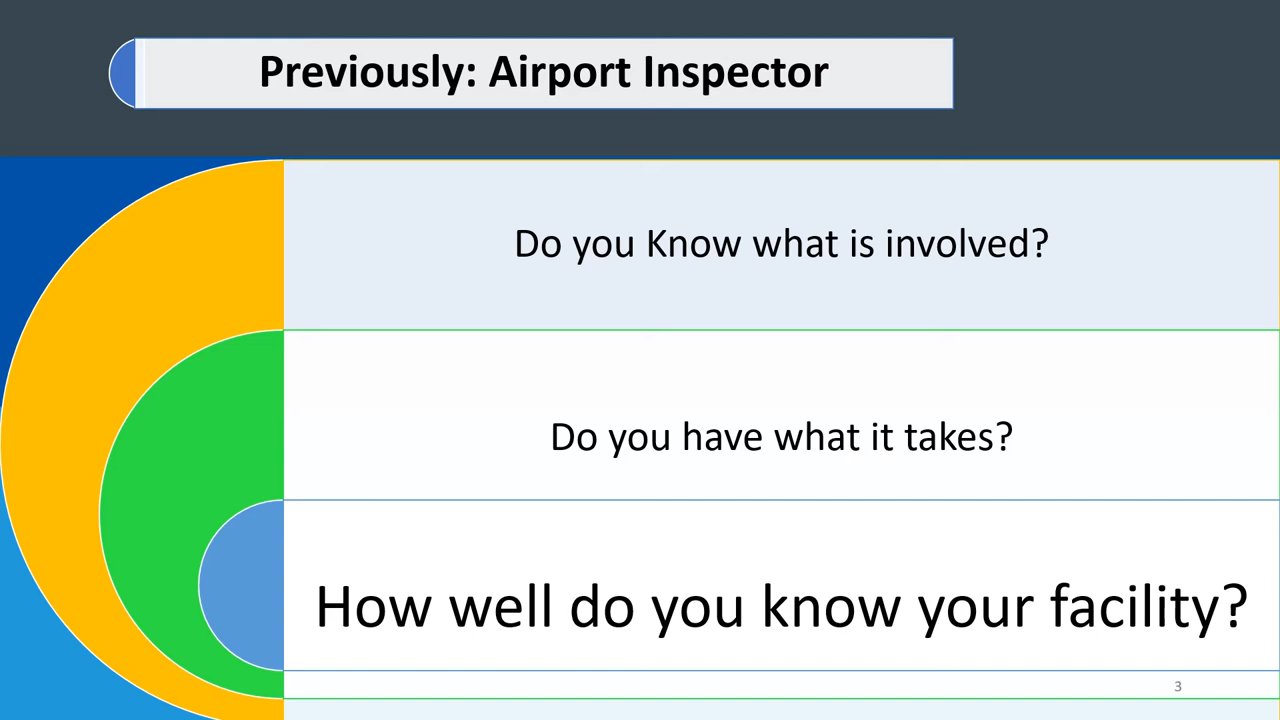 Previously: Airport Inspector
Do you Know what is involved?
Do you have what it takes?
How well do you know your facility?
3